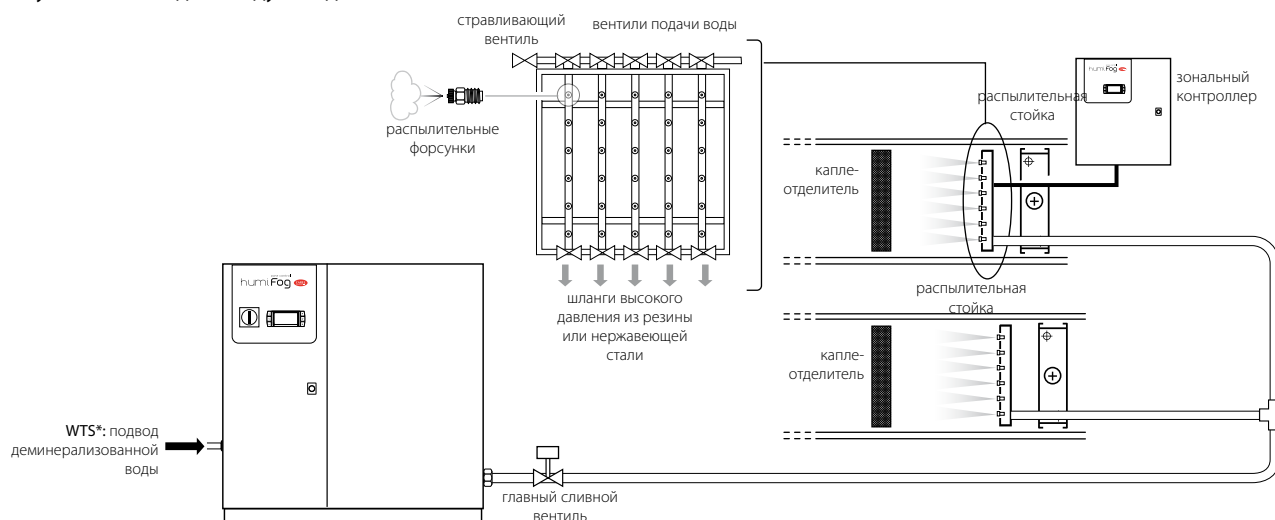 стравливающий
вентиль
вентили подачи воды
распылительные
форсунки
шланги высокого
давления из резины
или нержавеющей
стали
humiFog
зональный
контроллер
распылительная
стойка
капле-
отделитель
распылительная
стойка
капле-
отделитель
humiFog
WTS*: подвод
деминерализованной
воды
главный сливной
вентиль